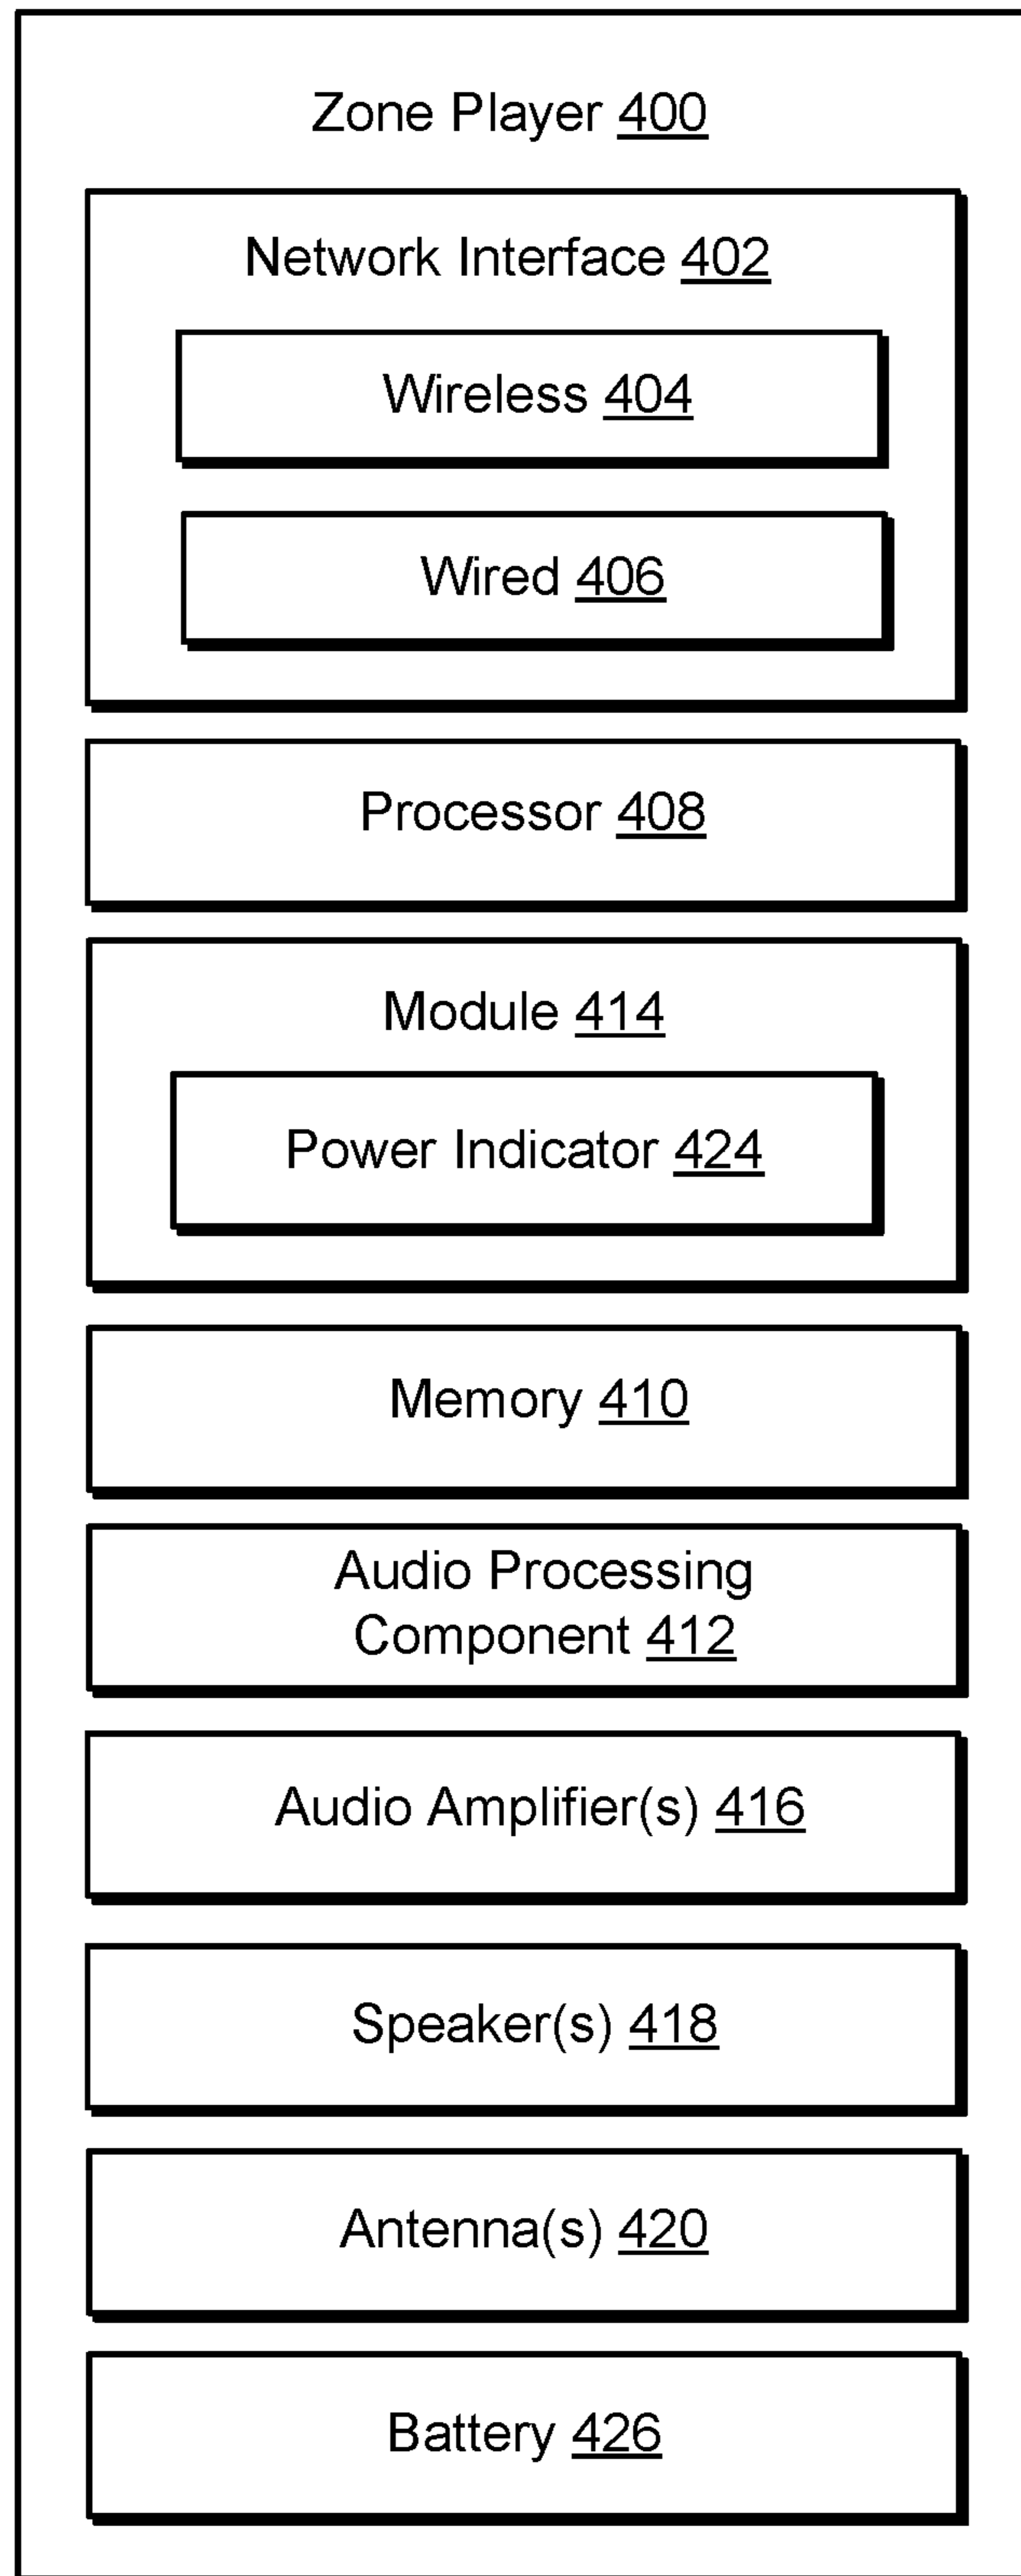 Zone Player 400
Network Interface 402
Wireless 404
Wired 406
Processor 408
Module 414
Power Indicator 424
Memory 410
Audio Processing
Component 412
Audio Amplifier(s) 416
Speaker(s) 418
Antenna(s) 420
Battery 426